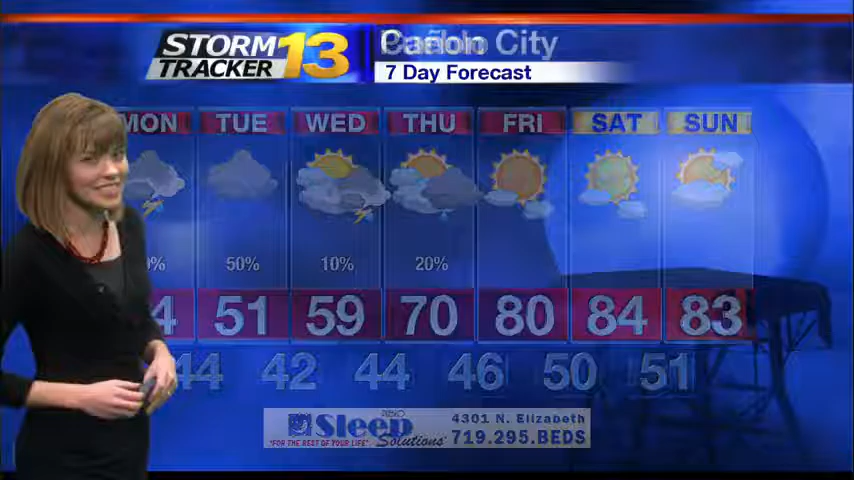 STORM 13
TRACKER
City
7 Day Forecast
MON TUE WED THU FRI SAT SUN
50% 10% 20%
51 59 70 80 84 83
44 42 44 46 50 51
Sleep
Solutions
"FOR THE REST OF YOUR LIFE".
4301 N. Elizabeth
719.295.BEDS